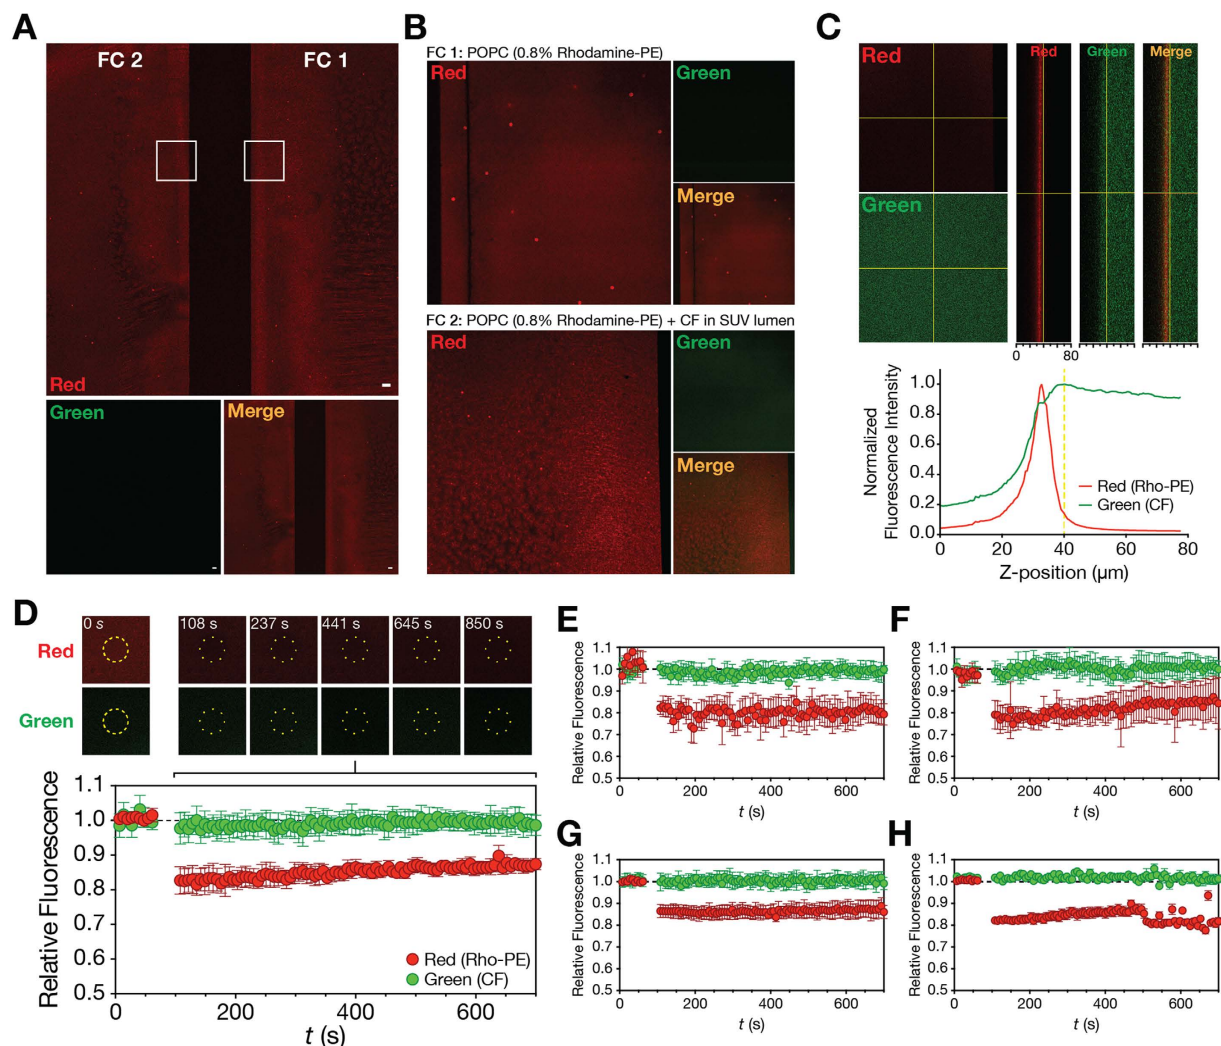 A
FC 2
FC 1
Red
Green
Merge
B
FC 1: POPC (0.8% Rhodamine-PE)
Red
Green
Merge
FC 2: POPC (0.8% Rhodamine-PE) + CF in SUV lumen
Red
Green
Merge
C
Red
Green
Red
Green
Merge
0 80
Normalized
Fluorescence Intensity
1.0
0.8
0.6
0.4
0.2
0.0
Red (Rho-PE)
Green (CF)
0 20 40 60 80
Z-position (µm)
D
0 s
108 s
237 s
441 s
645 s
850 s
Red
Green
Relative Fluorescence
1.1
1.0
0.9
0.8
0.7
0.6
0.5
Red (Rho-PE)
Green (CF)
0 200 400 600
t (s)
E
Relative Fluorescence
1.1
1.0
0.9
0.8
0.7
0.6
0.5
0 200 400 600
t (s)
F
Relative Fluorescence
1.1
1.0
0.9
0.8
0.7
0.6
0.5
0 200 400 600
t (s)
G
Relative Fluorescence
1.1
1.0
0.9
0.8
0.7
0.6
0.5
0 200 400 600
t (s)
H
Relative Fluorescence
1.1
1.0
0.9
0.8
0.7
0.6
0.5
0 200 400 600
t (s)